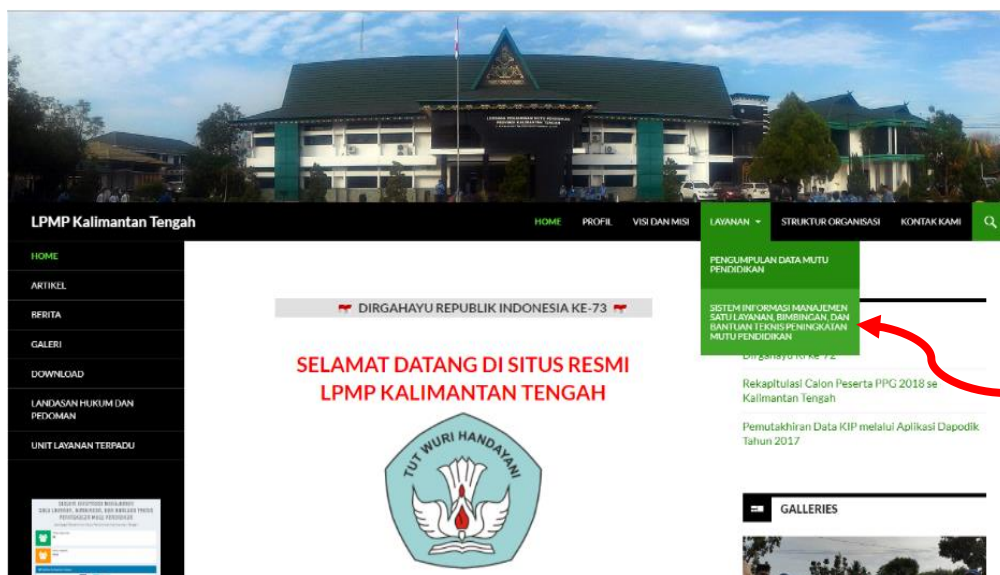 LPMP Kalimantan Tengah
HOME
PROFIL
VISI DAN MISI
LAYANAN
STRUKTUR ORGANISASI
KONTAK KAMI
HOME
ARTIKEL
BERITA
GALERI
DOWNLOAD
LANDASAN HUKUM DAN
PEDOMAN
UNIT LAYANAN TERPADU
DIRGAHAYU REPUBLIK INDONESIA KE-73
SELAMAT DATANG DI SITUS RESMI
LPMP KALIMANTAN TENGAH
TUT WURI HANDAYANI
PENGUMPULAN DATA MUTU
PENDIDIKAN
SISTEM INFORMASI MANAJEMEN
SATU LAYANAN, BIMBINGAN, DAN
BANTUAN TEKNIS PENINGKATAN
MUTU PENDIDIKAN
Dirgahayu RI Ke-72
Rekapitulasi Calon Peserta PPG 2018 se
Kalimantan Tengah
Pemutakhiran Data KIP melalui Aplikasi Dapodik
Tahun 2017
GALLERIES